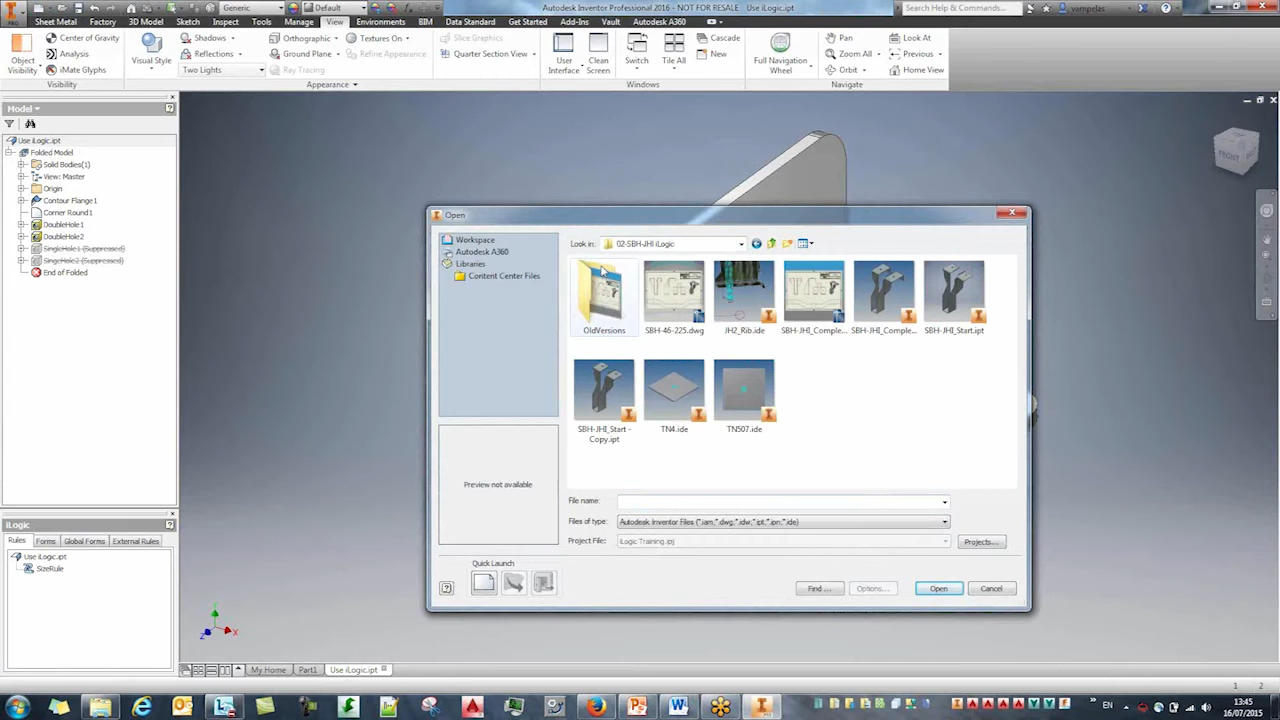 Generic
Default
Autodesk Inventor Professional 2016 - NOT FOR RESALE
Use iLogic.ipt
Search Help & Commands...
vampelas
PRO
Sheet Metal
Factory
3D Model
Sketch
Inspect
Tools
Manage
View
Environments
BIM
Data Standard
Get Started
Add-Ins
Vault
Autodesk A360
Object
Visibility
Center of Gravity
Analysis
iMate Glyphs
Visibility
Visual Style
Shadows
Reflections
Two Lights
Orthographic
Ground Plane
Ray Tracing
Textures On
Refine Appearance
Appearance
Slice Graphics
Quarter Section View
User
Interface
Clean
Screen
Switch
Tile All
Cascade
New
Windows
Full Navigation
Wheel
Pan
Zoom All
Orbit
Look At
Previous
Home View
Navigate
Model
Use iLogic.ipt
Folded Model
Solid Bodies(1)
View: Master
Origin
Contour Flange1
Corner Round1
DoubleHole1
DoubleHole2
SingleHole1 (Suppressed)
SingleHole2 (Suppressed)
End of Folded
iLogic
Rules
Forms
Global Forms
External Rules
Use iLogic.ipt
SizeRule
FRONT
Open
Workspace
Autodesk A360
Libraries
Content Center Files
Look in:
02-SBH-JHI iLogic
OldVersions
SBH-46-225.dwg
JH2_Rib.ide
SBH-JHI_Comple...
SBH-JHI_Comple...
SBH-JHI_Start.ipt
SBH-JHI_Start -
Copy.ipt
TN4.ide
TN507.ide
Preview not available
File name:
Files of type:
Autodesk Inventor Files (*.iam;*.dwg;*.idw;*.ipt;*.ipn;*.ide)
Project File:
iLogic Training.ipj
Projects...
Quick Launch
Find ...
Options...
Open
Cancel
Z
Y
X
My Home
Part1
Use iLogic.ipt
1
2
EN
13:45
16/07/2015